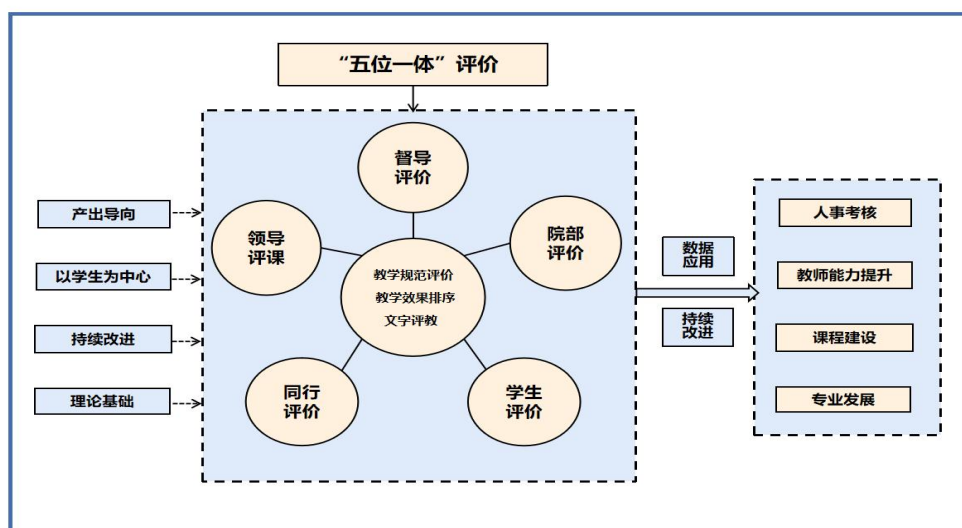 “五位一体”评价
督导
评价
领导
评课
院部
评价
教学规范评价
教学效果排序
文字评教
同行
评价
学生
评价
产出导向
以学生为中心
持续改进
理论基础
数据
应用
持续
改进
人事考核
教师能力提升
课程建设
专业发展